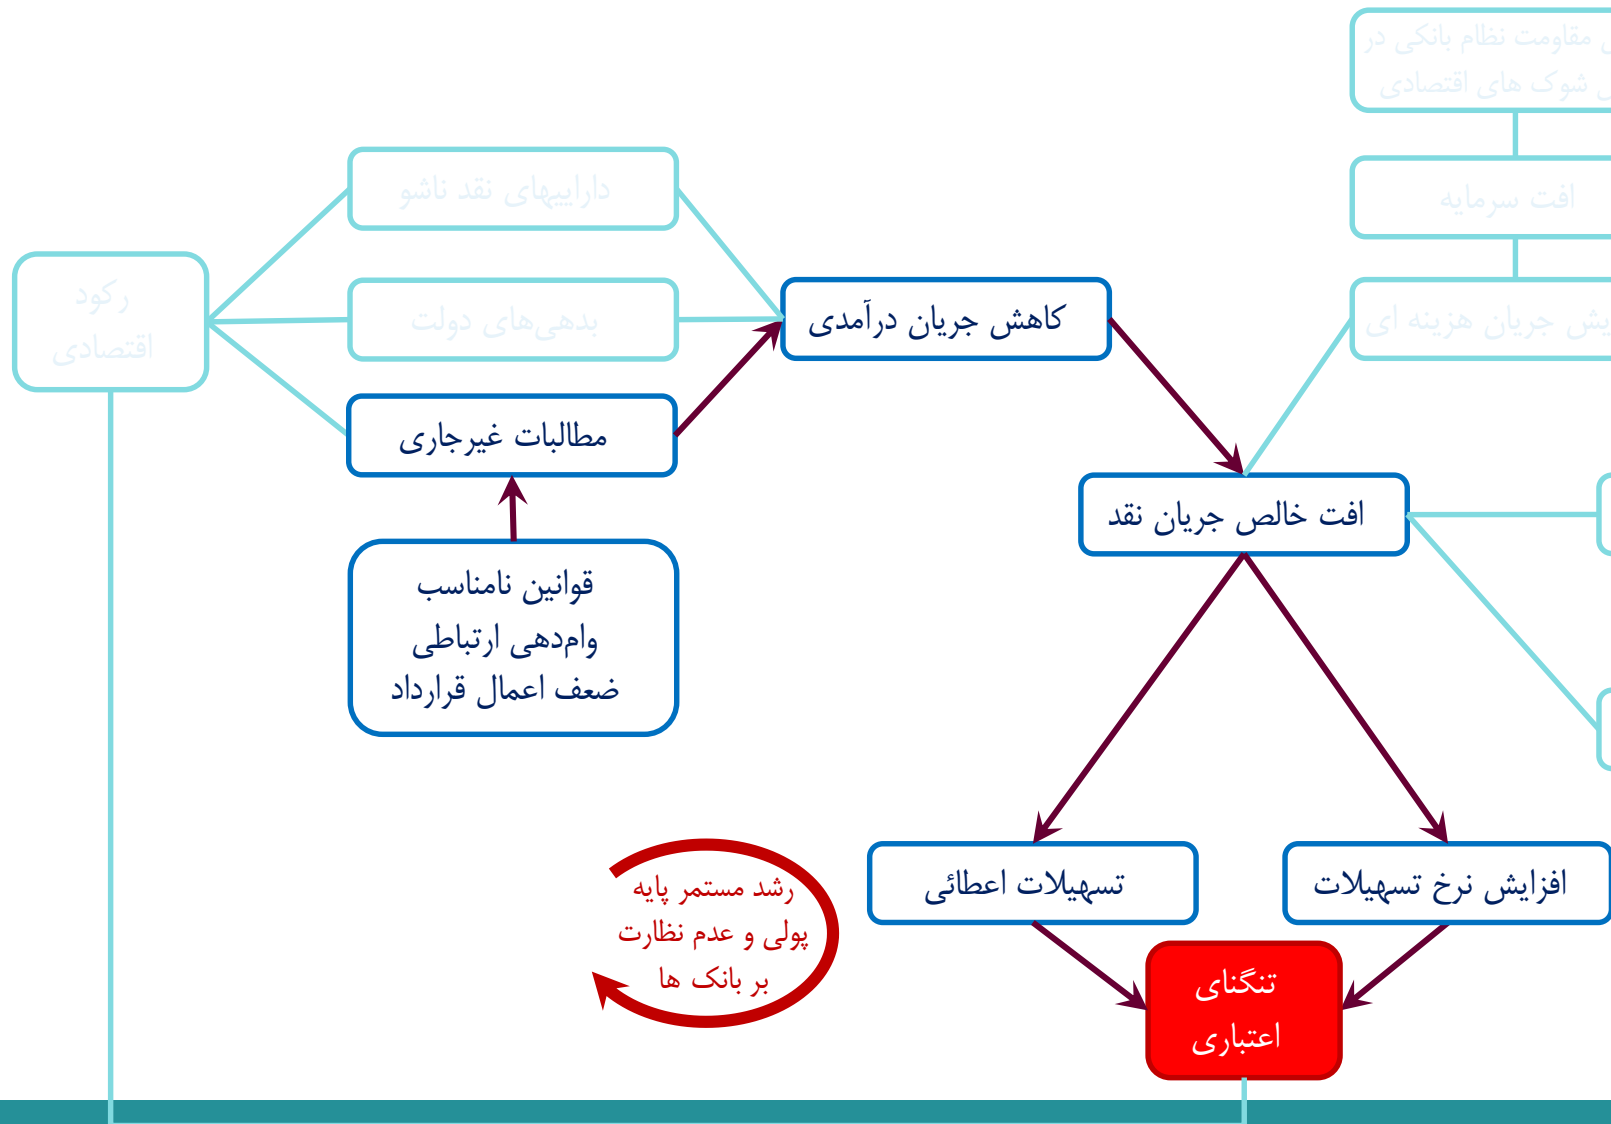 مقاومت نظام بانکی در
شوک های اقتصادی
افت سرمایه
جریان هزینه ای
داراییهای نقد ناشو
بدهی‌های دولت
رکود
اقتصادی
کاهش جریان درآمدی
مطالبات غیرجاری
افت خالص جریان نقد
قوانین نامناسب
وام‌دهی ارتباطی
ضعف اعمال قرارداد
افزایش نرخ تسهیلات
تسهیلات اعطائی
رشد مستمر پایه
پولی و عدم نظارت
بر بانک ها
تنگنای
اعتباری